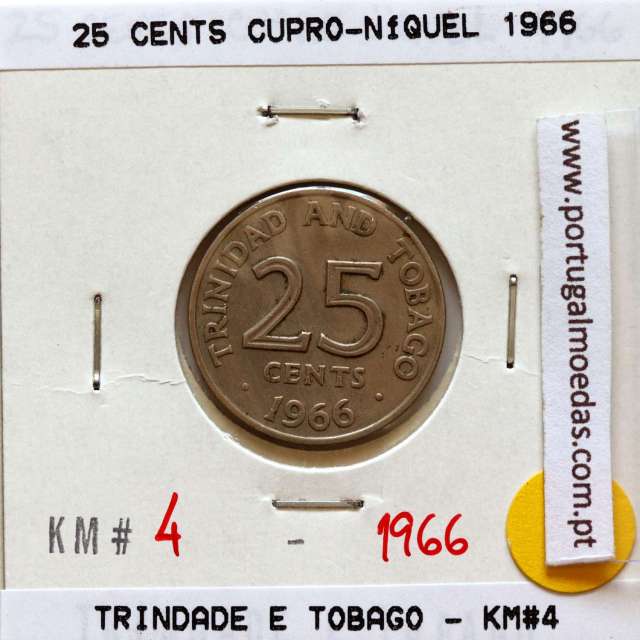 25 CENTS CUPRO-NíQUEL 1966
www.portugalmoedas.com.pt
TRINIDAD AND TOBAGO
25
CENTS
· 1966 ·
KM# 4 - 1966
TRINDADE E TOBAGO - KM#4